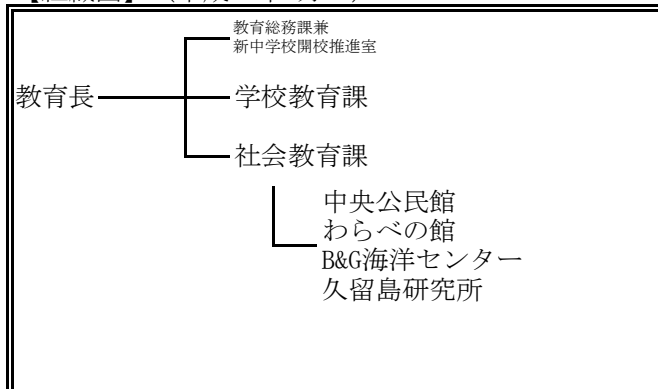 教育総務課兼
新中学校開校推進室
教育長
学校教育課
社会教育課
中央公民館
わらべの館
B&G海洋センター
久留島研究所